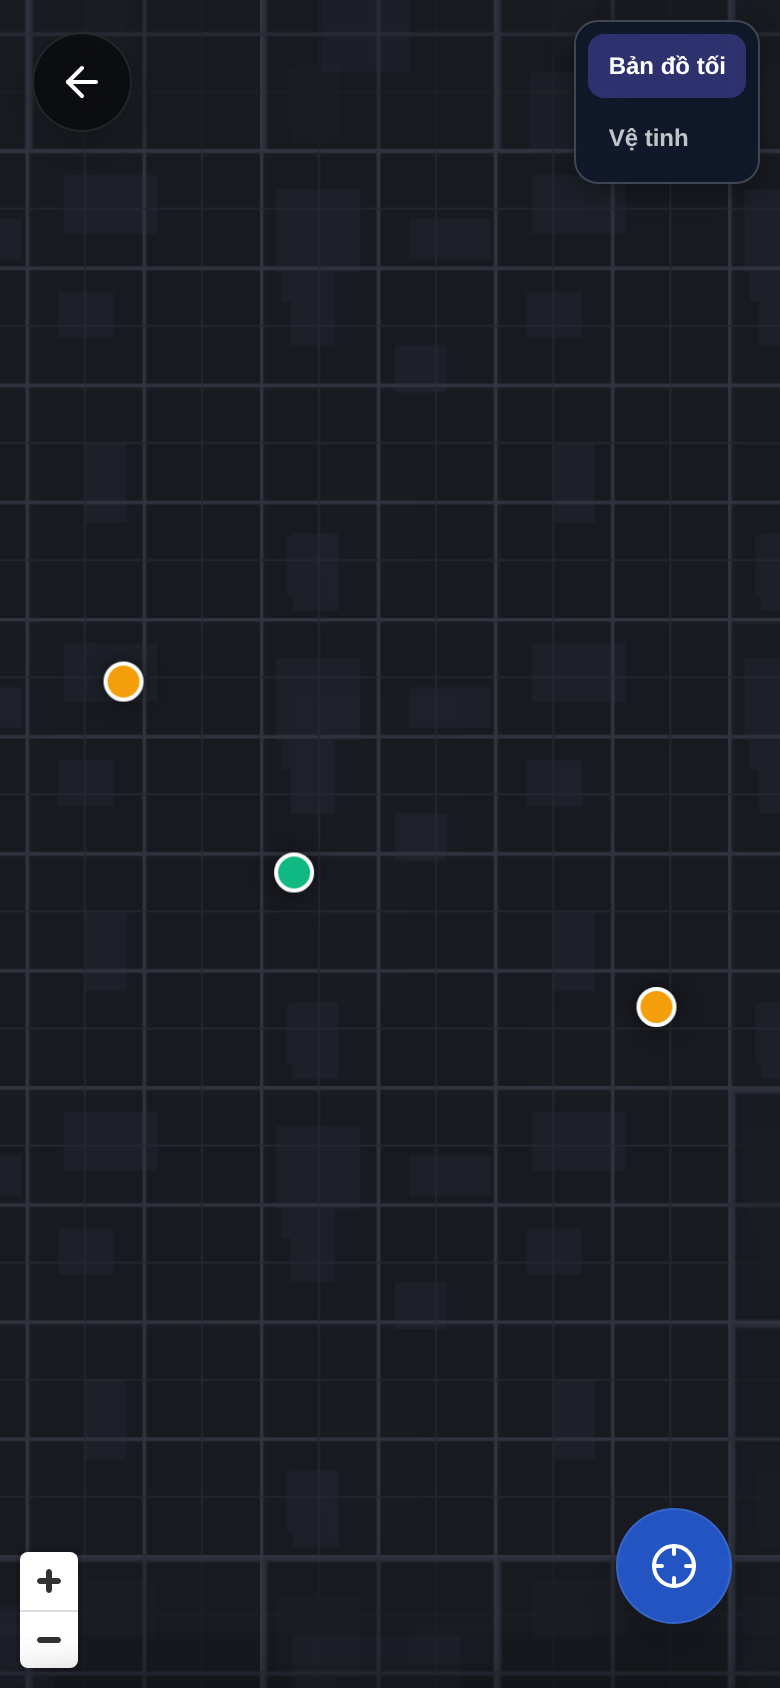 Bản đồ tối
Vệ tinh